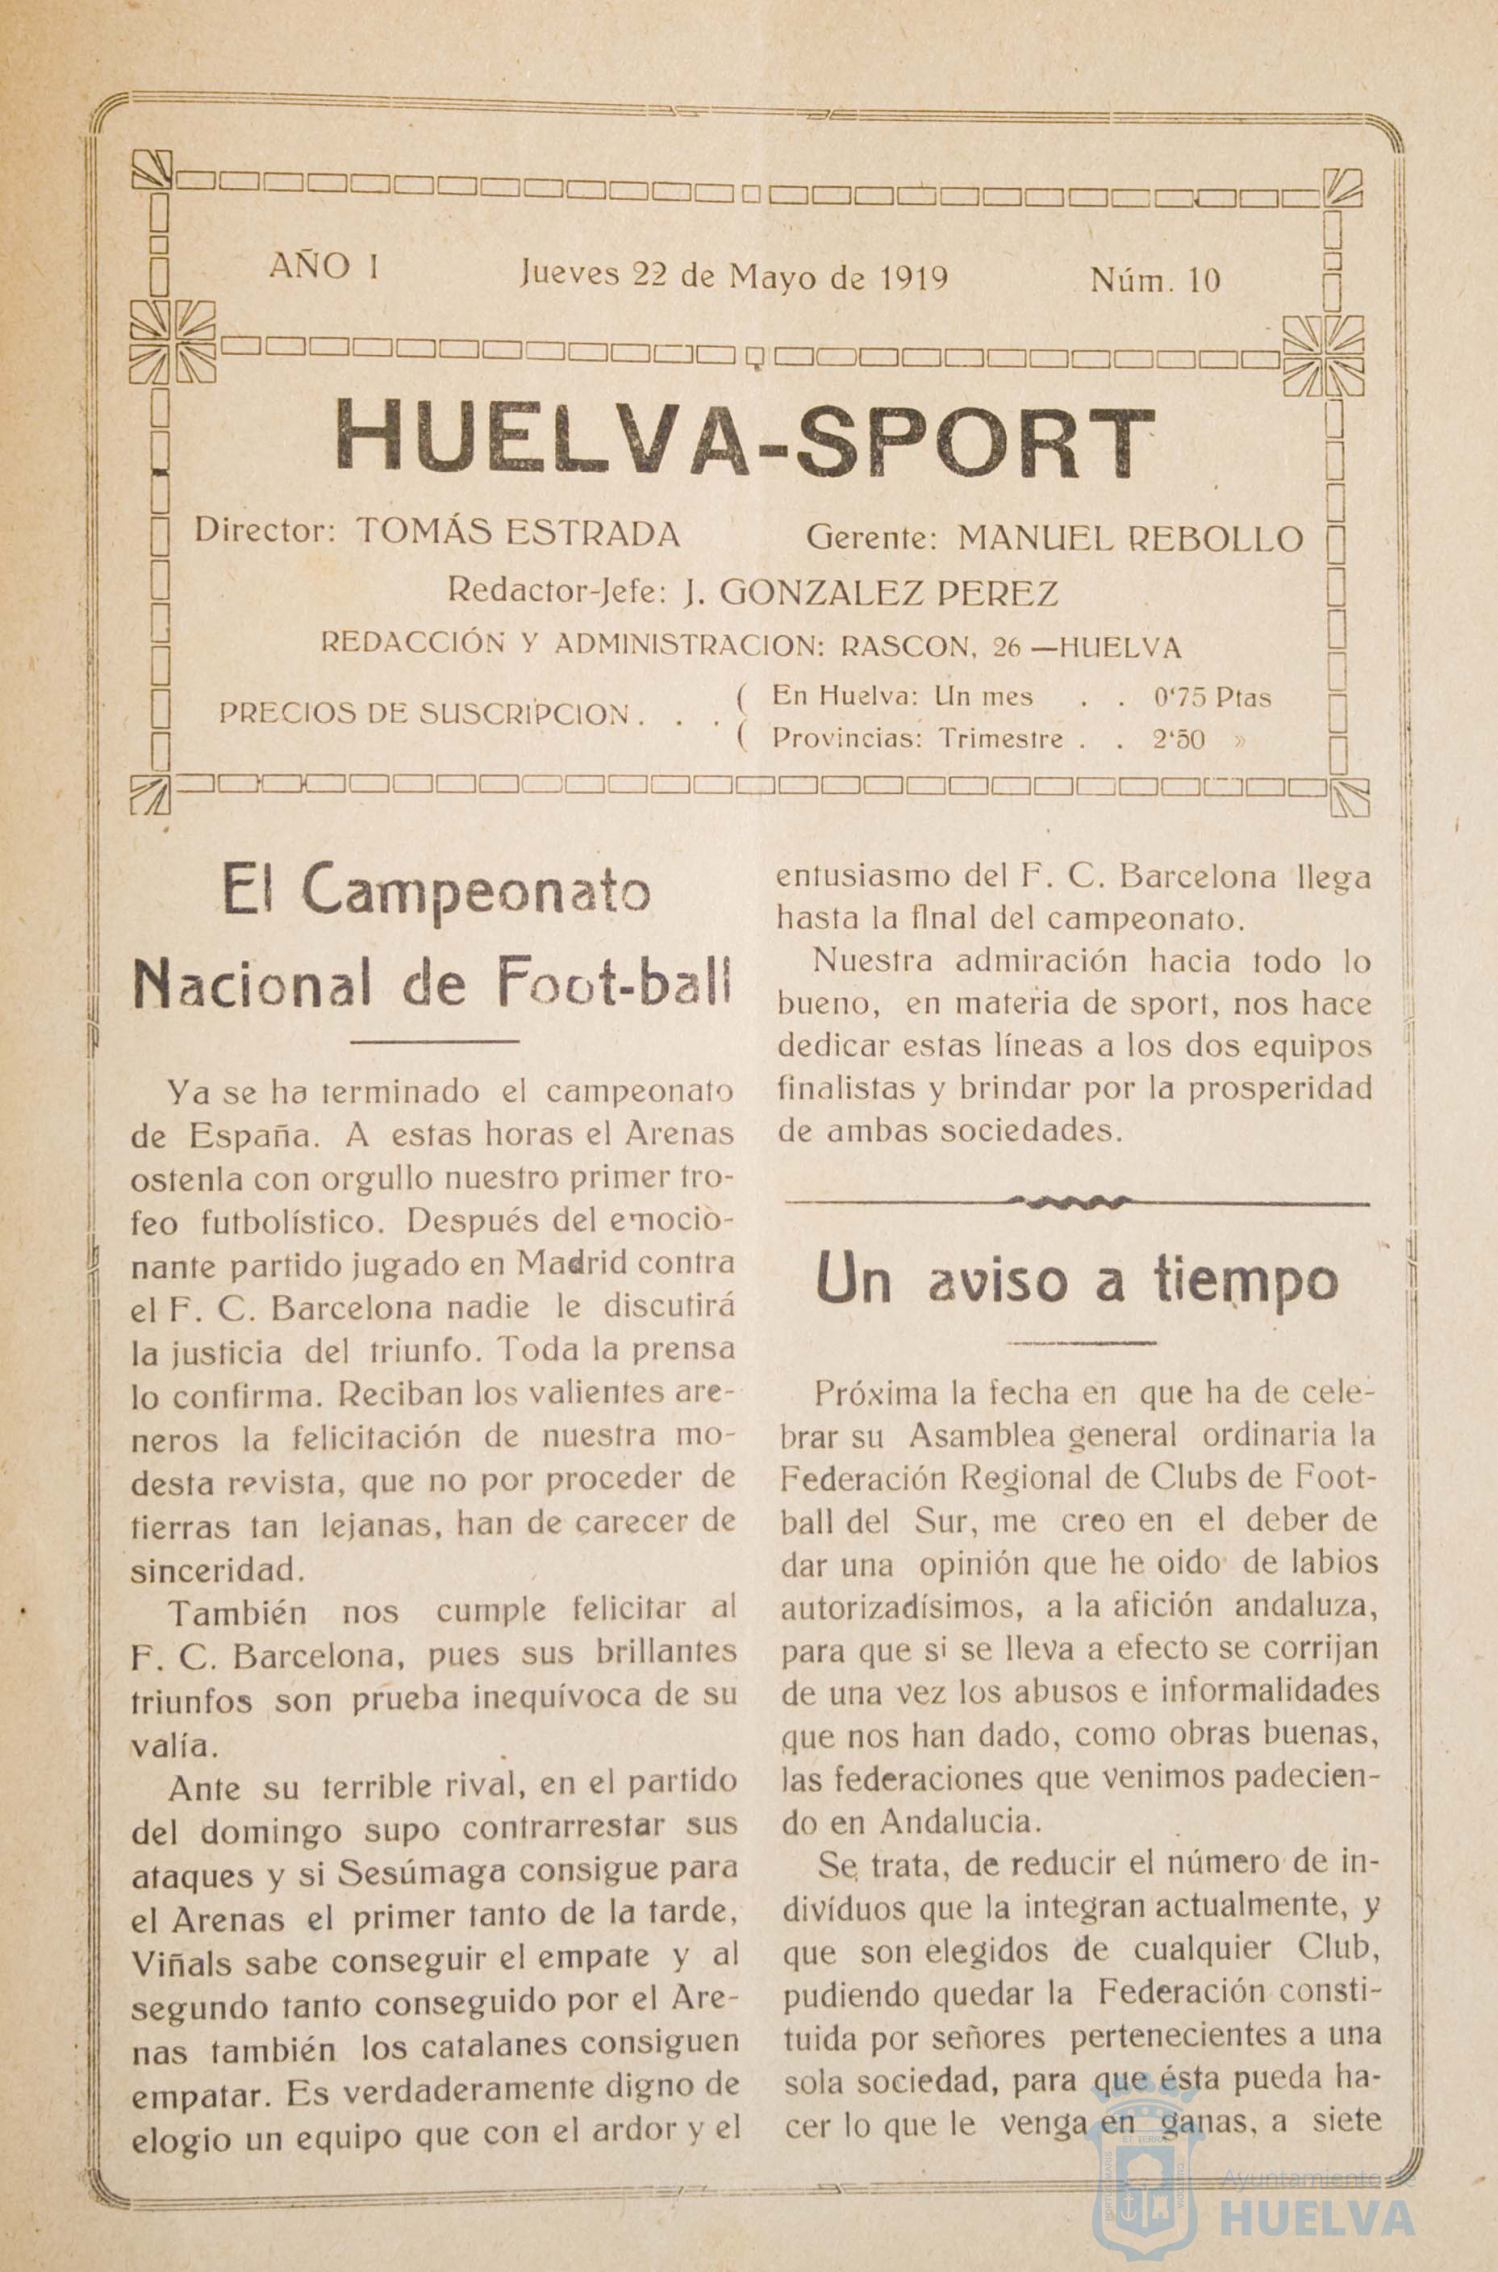 AÑO I Jueves 22 de Mayo de 1919 Núm. 10
HUELVA-SPORT
Director: TOMÁS ESTRADA Gerente: MANUEL REBOLLO
Redactor-Jefe: J. GONZALEZ PEREZ
REDACCIÓN Y ADMINISTRACION: RASCON, 26 —HUELVA
PRECIOS DE SUSCRIPCION . . . ( En Huelva: Un mes . . 0'75 Ptas
( Provincias: Trimestre . . 2'50 »
El Campeonato
Nacional de Foot-ball
Ya se ha terminado el campeonato
de España. A estas horas el Arenas
ostenla con orgullo nuestro primer tro-
feo futbolístico. Después del emocio-
nante partido jugado en Madrid contra
el F. C. Barcelona nadie le discutirá
la justicia del triunfo. Toda la prensa
lo confirma. Reciban los valientes are-
neros la felicitación de nuestra mo-
desta revista, que no por proceder de
tierras tan lejanas, han de carecer de
sinceridad.
También nos cumple felicitar al
F. C. Barcelona, pues sus brillantes
triunfos son prueba inequívoca de su
valía.
Ante su terrible rival, en el partido
del domingo supo contrarrestar sus
ataques y si Sesúmaga consigue para
el Arenas el primer tanto de la tarde,
Viñals sabe conseguir el empate y al
segundo tanto conseguido por el Are-
nas también los catalanes consiguen
empatar. Es verdaderamente digno de
elogio un equipo que con el ardor y el
entusiasmo del F. C. Barcelona llega
hasta la final del campeonato.
Nuestra admiración hacia todo lo
bueno, en materia de sport, nos hace
dedicar estas líneas a los dos equipos
finalistas y brindar por la prosperidad
de ambas sociedades.
Un aviso a tiempo
Próxima la fecha en que ha de cele-
brar su Asamblea general ordinaria la
Federación Regional de Clubs de Foot-
ball del Sur, me creo en el deber de
dar una opinión que he oido de labios
autorizadísimos, a la afición andaluza,
para que si se lleva a efecto se corrijan
de una vez los abusos e informalidades
que nos han dado, como obras buenas,
las federaciones que venimos padecien-
do en Andalucia.
Se trata, de reducir el número de in-
divíduos que la integran actualmente, y
que son elegidos de cualquier Club,
pudiendo quedar la Federación consti-
tuida por señores pertenecientes a una
sola sociedad, para que ésta pueda ha-
cer lo que le venga en ganas, a siete
Ayuntamiento de
HUELVA